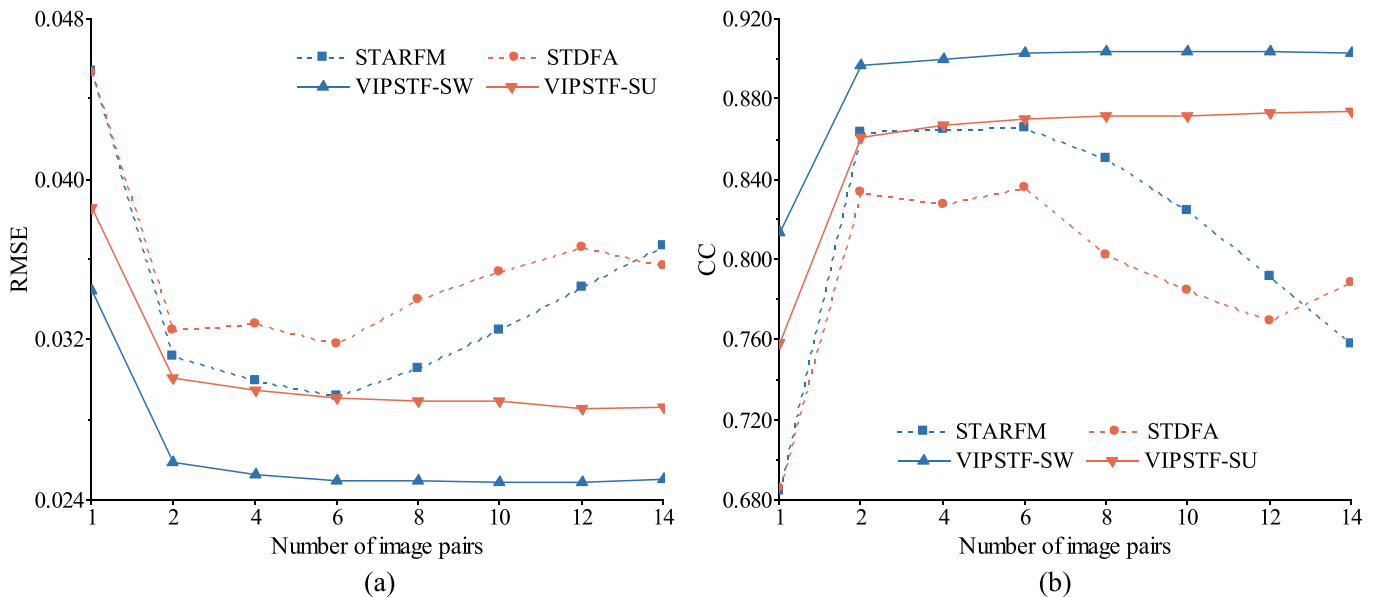 0.048
0.040
0.032
0.024
RMSE
STARFM
STDFA
VIPSTF-SW
VIPSTF-SU
1 2 4 6 8 10 12 14
Number of image pairs
(a)
0.920
0.880
0.840
0.800
0.760
0.720
0.680
CC
STARFM
STDFA
VIPSTF-SW
VIPSTF-SU
1 2 4 6 8 10 12 14
Number of image pairs
(b)